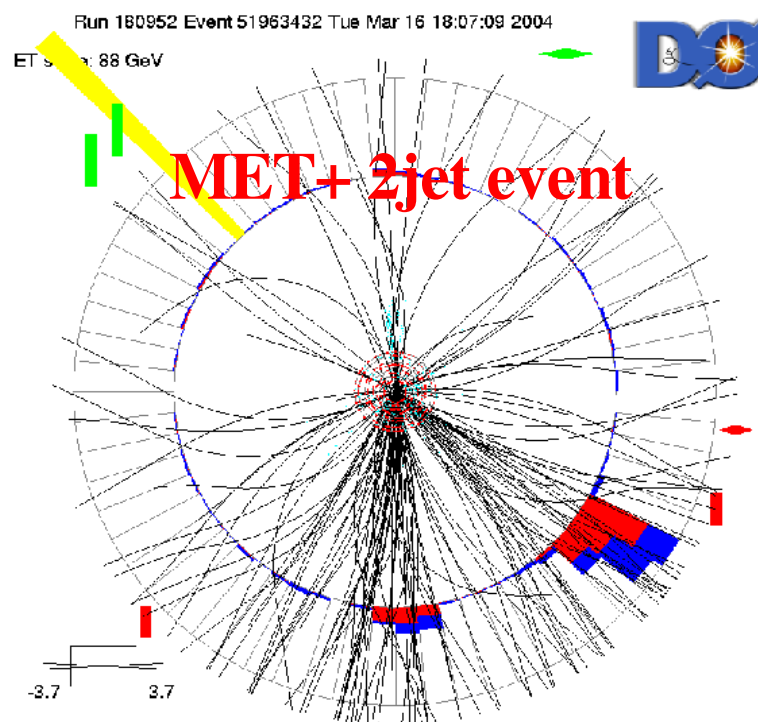 Run 180952 Event 51963432 Tue Mar 16 18:07:09 2004
ET scale: 88 GeV
DØ
MET+ 2jet event
-3.7 3.7